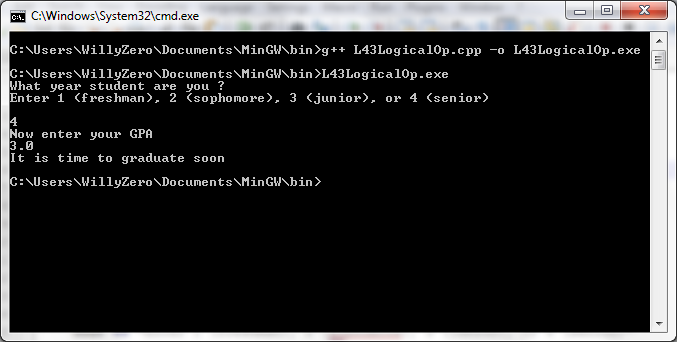 C:\Windows\System32\cmd.exe
C:\Users\WillyZero\Documents\MinGW\bin>g++ L43LogicalOp.cpp -o L43LogicalOp.exe
C:\Users\WillyZero\Documents\MinGW\bin>L43LogicalOp.exe
What year student are you ?
Enter 1 (freshman), 2 (sophomore), 3 (junior), or 4 (senior)
4
Now enter your GPA
3.0
It is time to graduate soon
C:\Users\WillyZero\Documents\MinGW\bin>